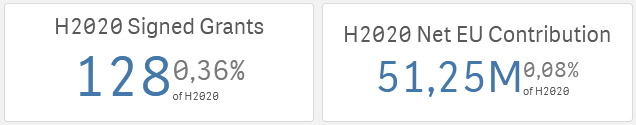 H2020 Signed Grants
128 0,36%
of H2020
H2020 Net EU Contribution
51,25M 0,08%
of H2020